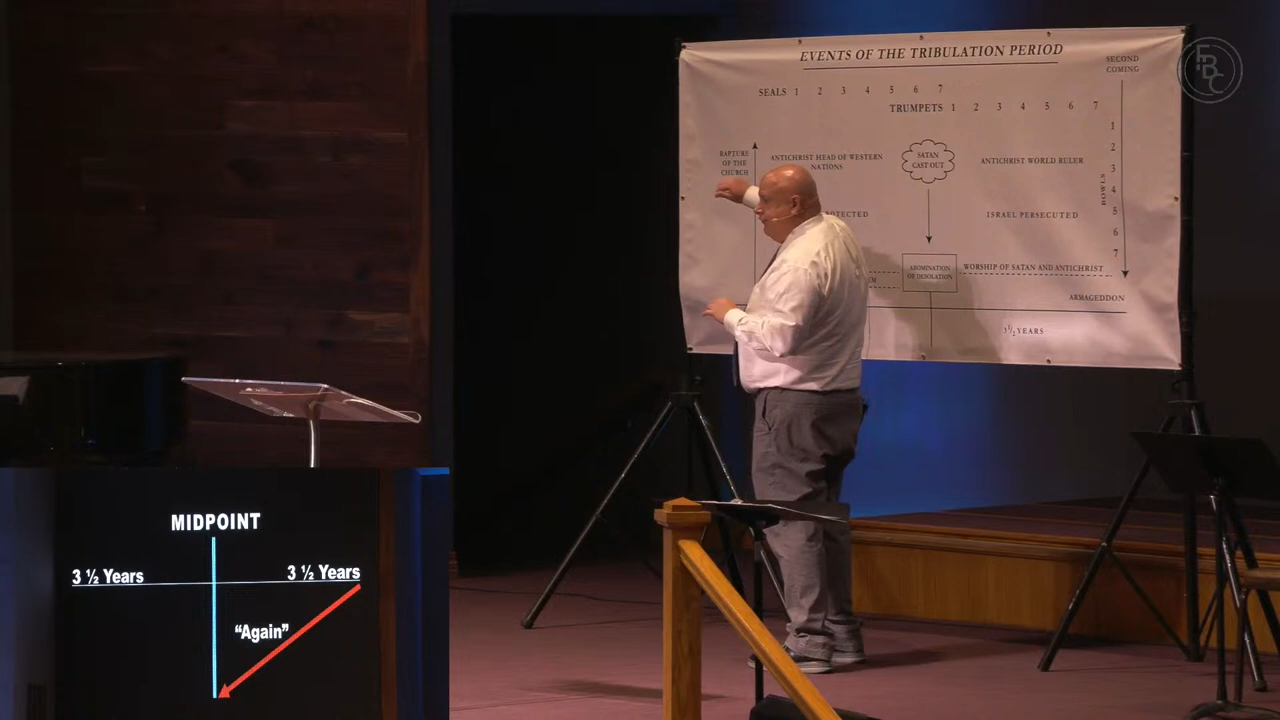 EVENTS OF THE TRIBULATION PERIOD
SECOND
COMING
SEALS 1 2 3 4 5 6 7
TRUMPETS 1 2 3 4 5 6 7
RAPTURE
OF THE
CHURCH
ANTICHRIST HEAD OF WESTERN
NATIONS
SATAN
CAST OUT
ANTICHRIST WORLD RULER
1
2
3
4
5
6
7
BOWLS
ISRAEL PERSECUTED
ABOMINATION
OF DESOLATION
WORSHIP OF SATAN AND ANTICHRIST
ARMAGEDDON
3 1/2 YEARS
FBC
MIDPOINT
3 ½ Years
3 ½ Years
“Again”